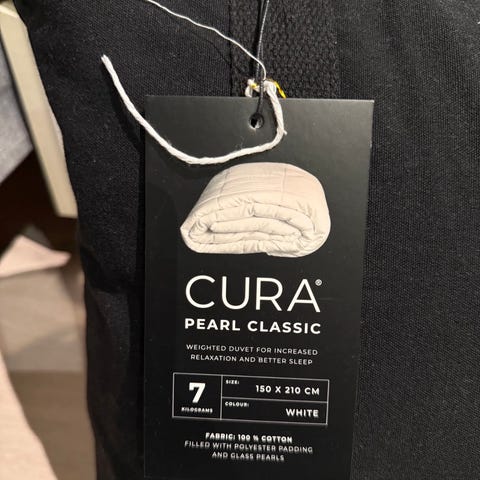 CURA®
PEARL CLASSIC
WEIGHTED DUVET FOR INCREASED
RELAXATION AND BETTER SLEEP
7
KILOGRAMS
SIZE: 150 X 210 CM
COLOUR: WHITE
FABRIC: 100 % COTTON
FILLED WITH POLYESTER PADDING
AND GLASS PEARLS